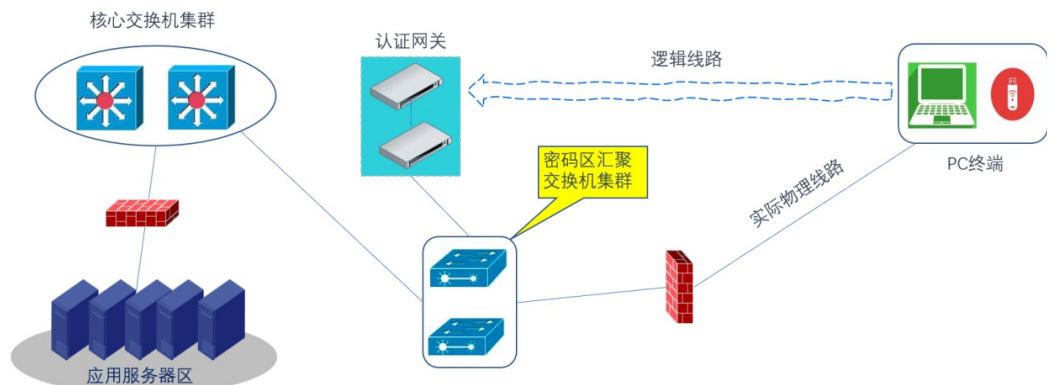 核心交换机集群
认证网关
逻辑线路
密码区汇聚
交换机集群
PC终端
实际物理线路
应用服务器区